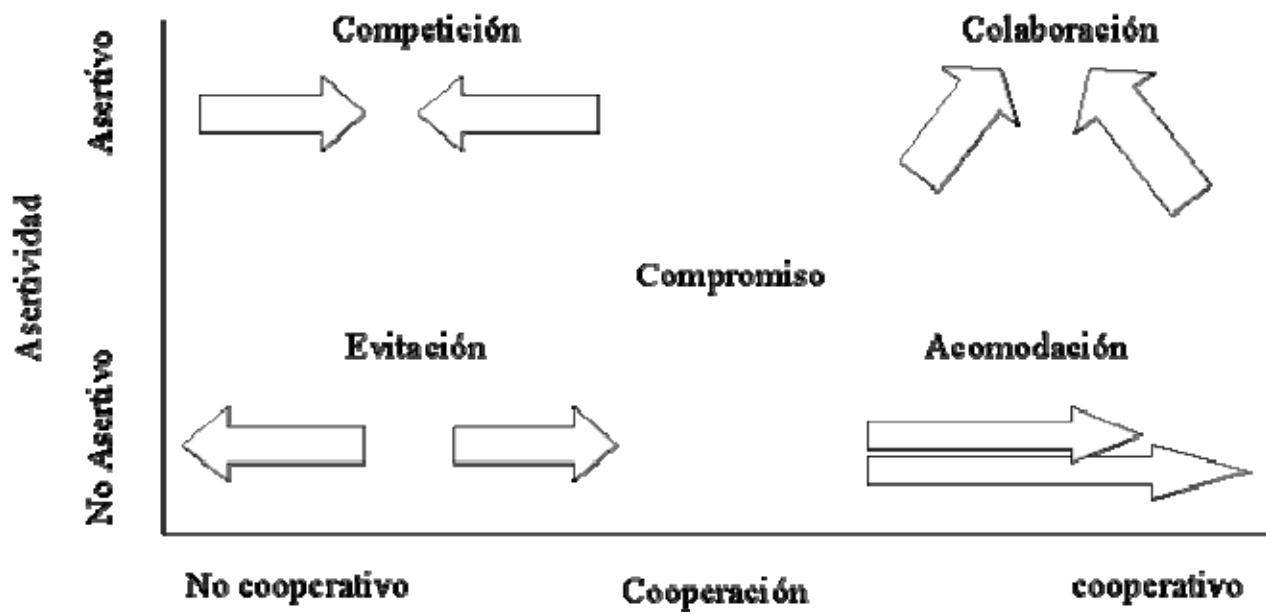 Competición
Colaboración
Asertivo
Asertividad
Compromiso
Evitación
Acomodación
No Asertivo
No cooperativo
Cooperación
cooperativo